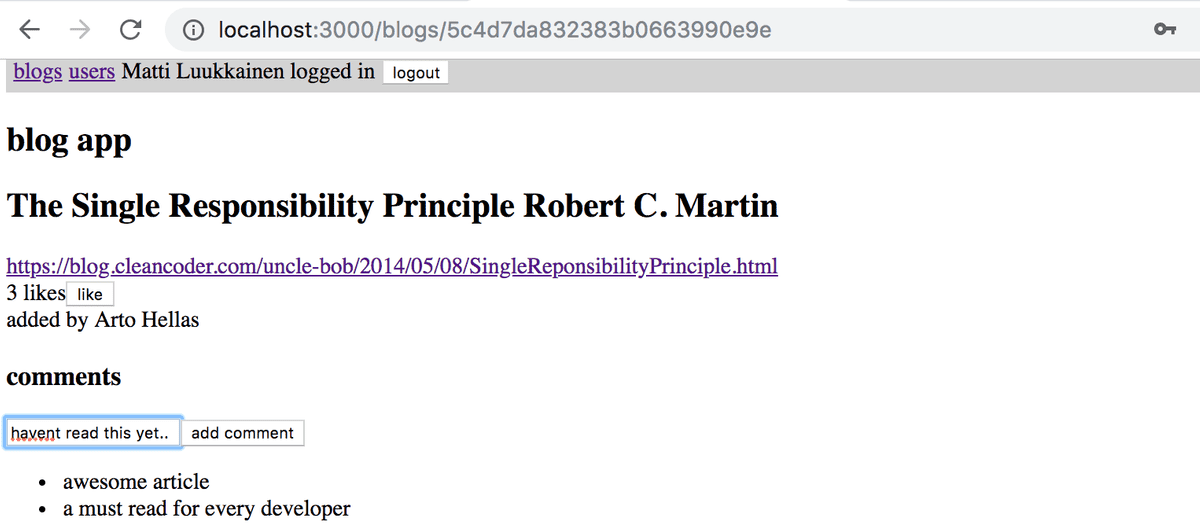 localhost:3000/blogs/5c4d7da832383b0663990e9e
blogs users Matti Luukkainen logged in logout
blog app
The Single Responsibility Principle Robert C. Martin
https://blog.cleancoder.com/uncle-bob/2014/05/08/SingleReponsibilityPrinciple.html
3 likes like
added by Arto Hellas
comments
havent read this yet.. add comment
• awesome article
• a must read for every developer